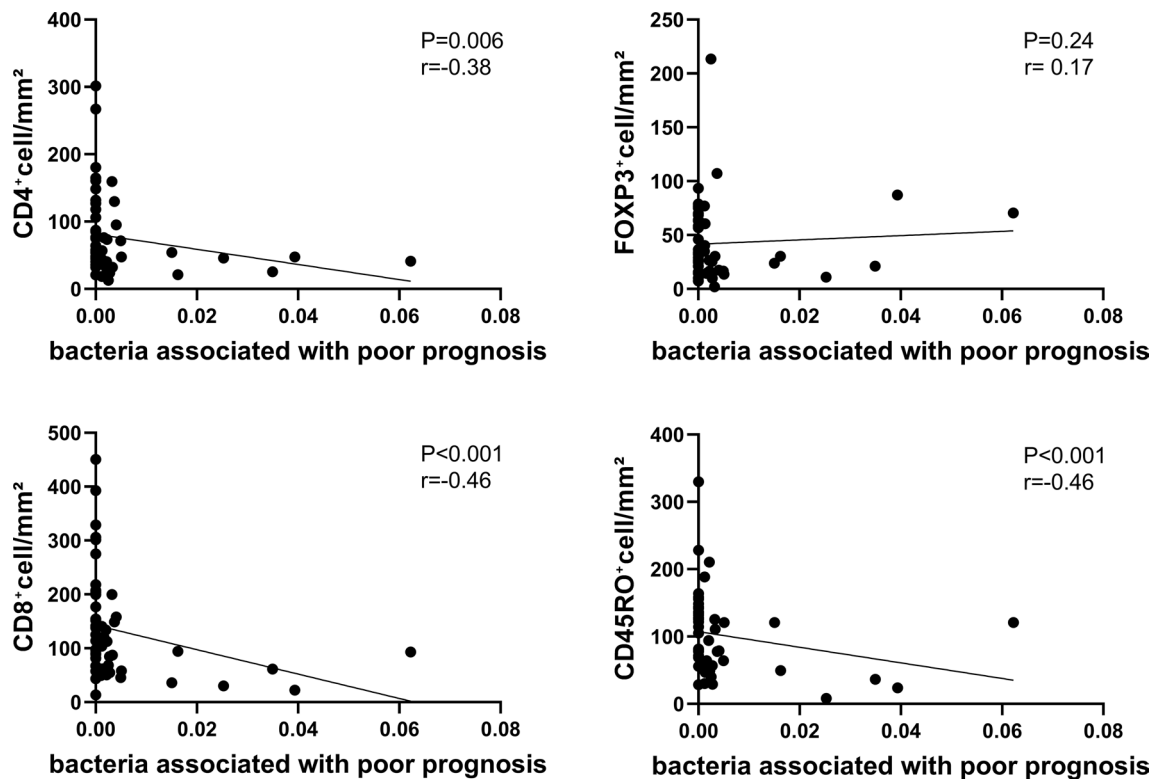 CD4⁺cell/mm²
400
300
200
100
0
P=0.006
r=-0.38
0.00 0.02 0.04 0.06 0.08
bacteria associated with poor prognosis
FOXP3⁺cell/mm²
250
200
150
100
50
0
P=0.24
r= 0.17
0.00 0.02 0.04 0.06 0.08
bacteria associated with poor prognosis
CD8⁺cell/mm²
500
400
300
200
100
0
P<0.001
r=-0.46
0.00 0.02 0.04 0.06 0.08
bacteria associated with poor prognosis
CD45RO⁺cell/mm²
400
300
200
100
0
P<0.001
r=-0.46
0.00 0.02 0.04 0.06 0.08
bacteria associated with poor prognosis